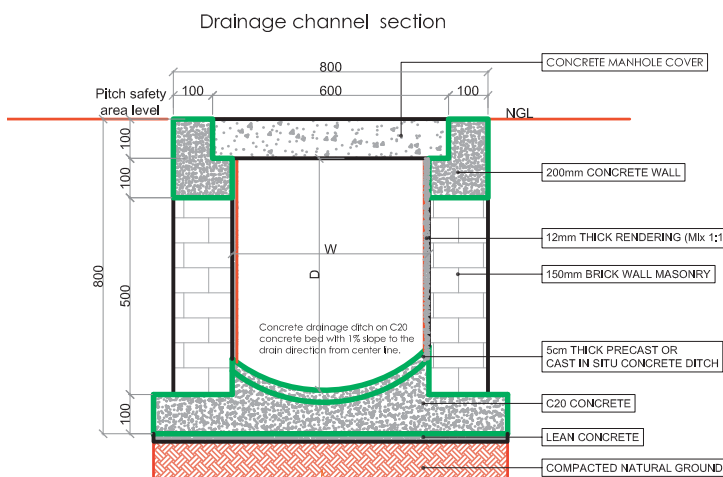 Drainage channel section
800
CONCRETE MANHOLE COVER
Pitch safety
area level
100
600
100
NGL
100
100
200mm CONCRETE WALL
12mm THICK RENDERING (MIx 1:1
W
D
800
500
150mm BRICK WALL MASONRY
Concrete drainage ditch on C20
concrete bed with 1% slope to the
drain direction from center line.
5cm THICK PRECAST OR
CAST IN SITU CONCRETE DITCH
100
C20 CONCRETE
LEAN CONCRETE
COMPACTED NATURAL GROUND